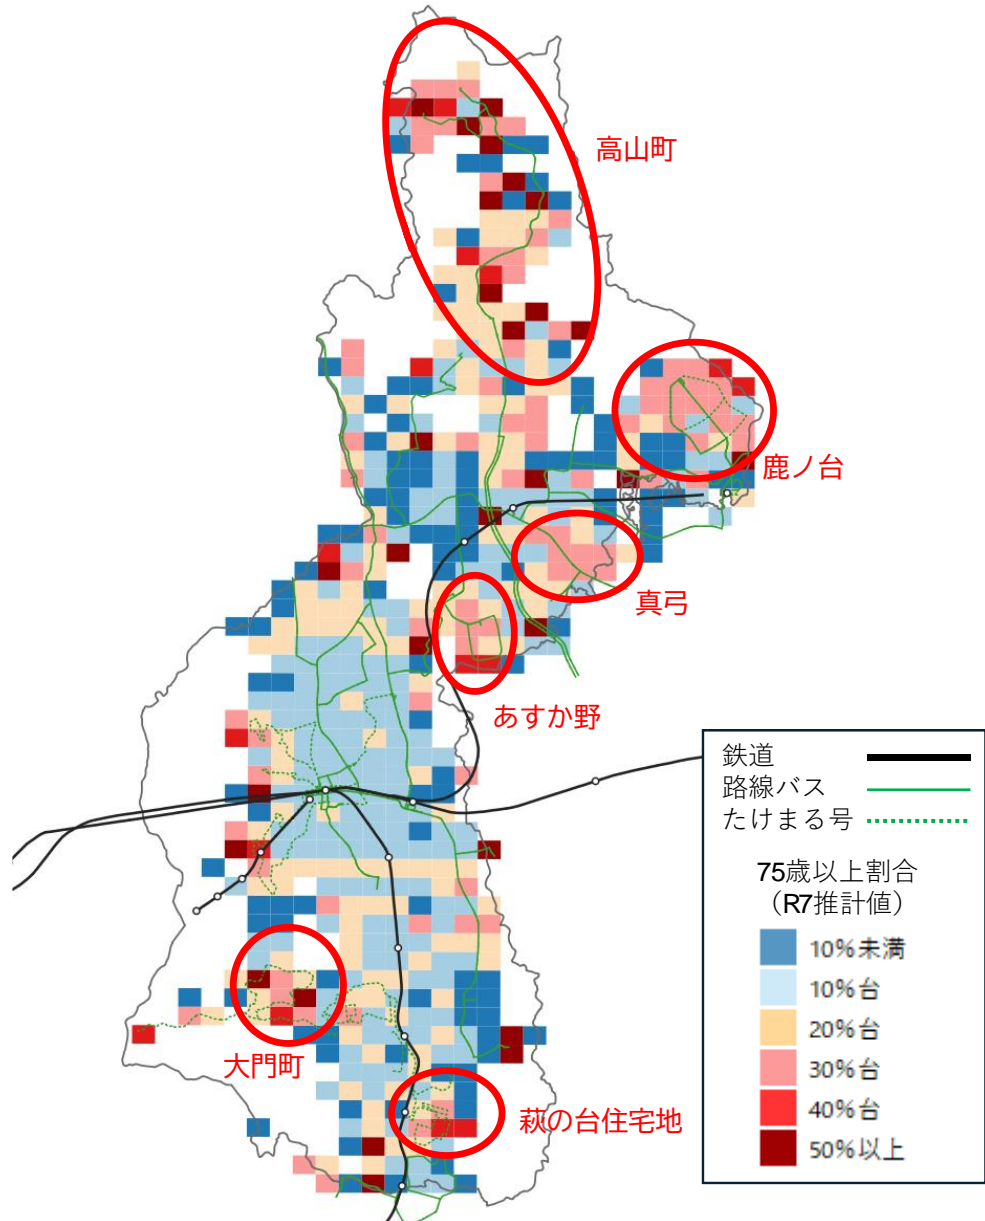 高山町
鹿ノ台
真弓
あすか野
鉄道
路線バス
たけまる号
75歳以上割合
（R7推計値）
10%未満
10%台
20%台
30%台
40%台
50%以上
大門町
萩の台住宅地